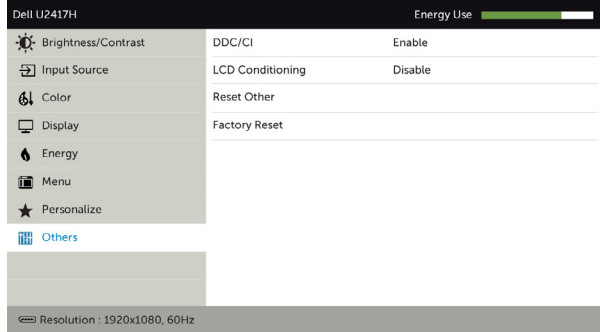 Dell U2417H Energy Use
Brightness/Contrast
Input Source
Color
Display
Energy
Menu
Personalize
Others
DDC/CI Enable
LCD Conditioning Disable
Reset Other
Factory Reset
Resolution : 1920x1080, 60Hz